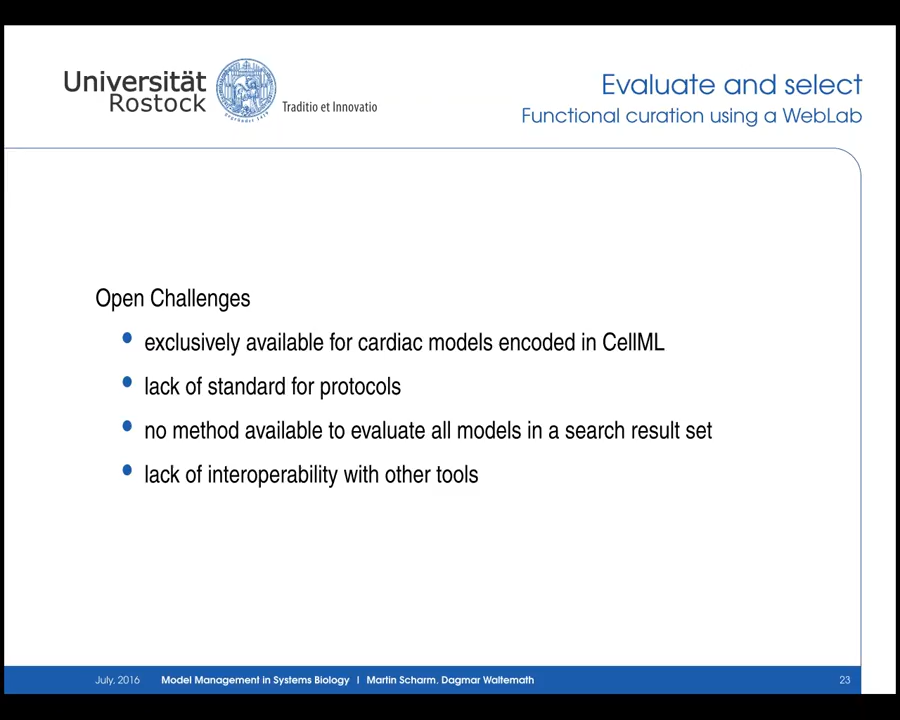 Universität
Rostock
Traditio et Innovatio
Evaluate and select
Functional curation using a WebLab
Open Challenges
• exclusively available for cardiac models encoded in CellML
• lack of standard for protocols
• no method available to evaluate all models in a search result set
• lack of interoperability with other tools
July, 2016 Model Management in Systems Biology | Martin Scharm, Dagmar Waltemath 23